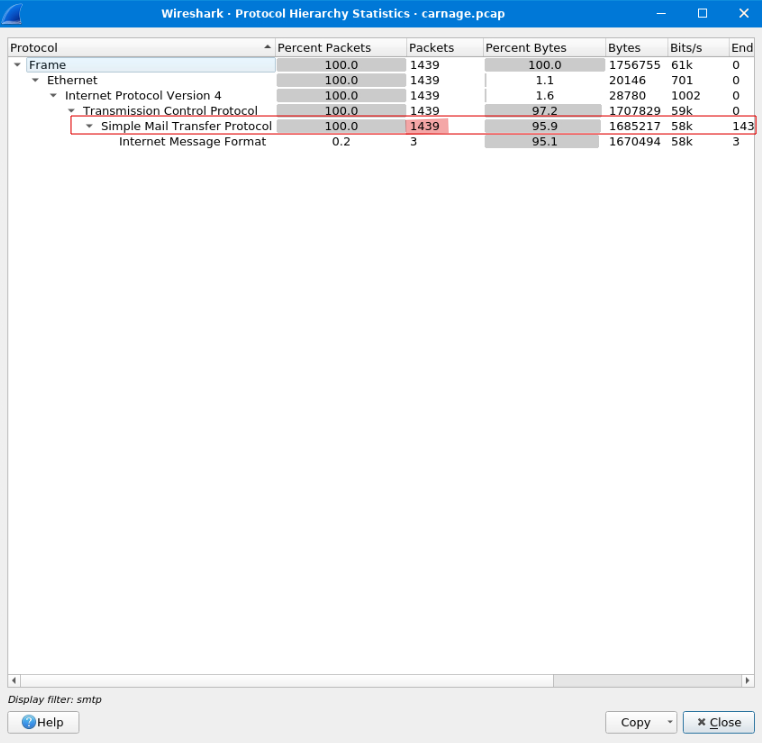 Wireshark · Protocol Hierarchy Statistics · carnage.pcap
Protocol Percent Packets Packets Percent Bytes Bytes Bits/s End
Frame 100.0 1439 100.0 1756755 61k 0
Ethernet 100.0 1439 1.1 20146 701 0
Internet Protocol Version 4 100.0 1439 1.6 28780 1002 0
Transmission Control Protocol 100.0 1439 97.2 1707829 59k 0
Simple Mail Transfer Protocol 100.0 1439 95.9 1685217 58k 143
Internet Message Format 0.2 3 95.1 1670494 58k 3
Display filter: smtp
Help Copy Close